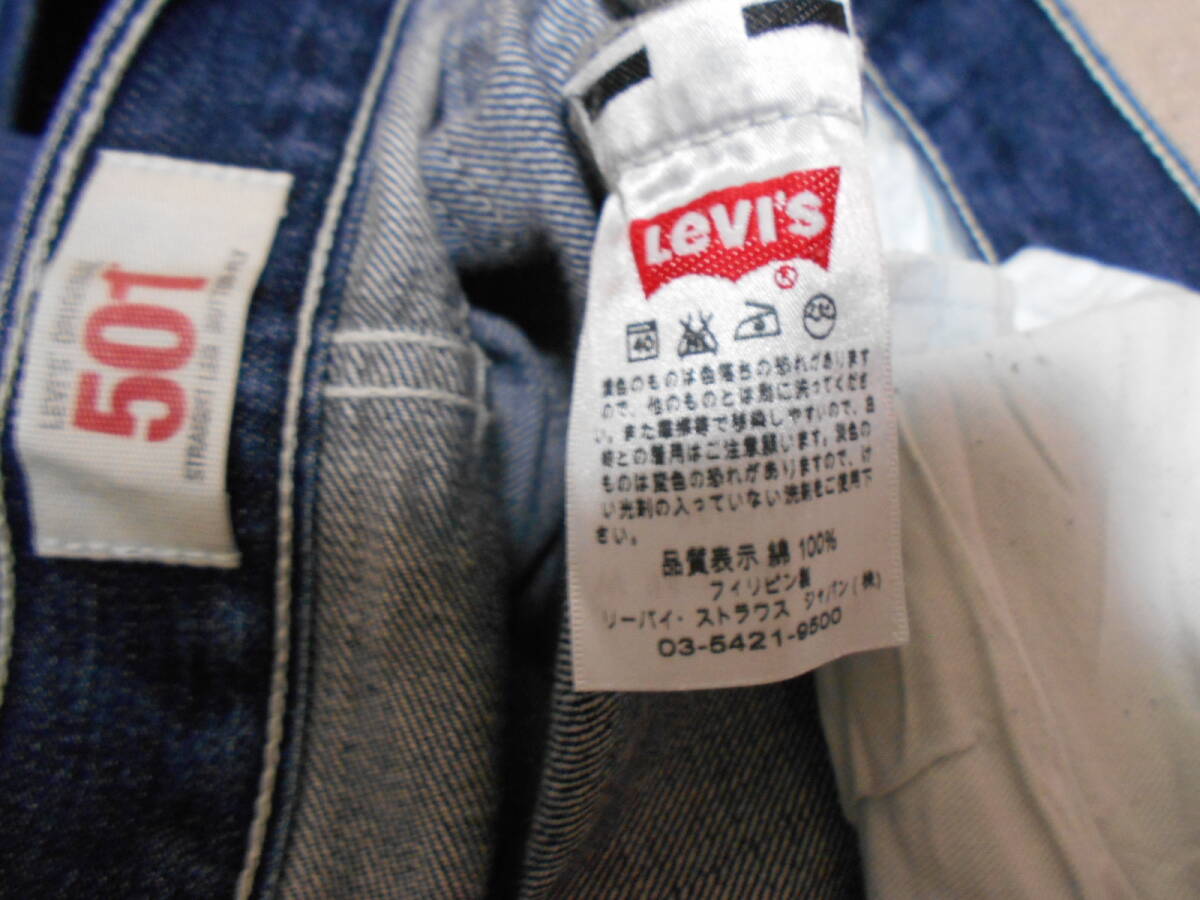 LEVI'S ORIGINAL
501
STRAIGHT LEG BUTTON FLY
LEVI'S
®
40
濃色のものは色落ちの恐れがあります
ので、他のものとは別に洗ってくださ
い。また摩擦等で移染しやすいので、白
物との着用はご注意願います。淡色の
ものは変色の恐れがありますので、け
い光剤の入っていない洗剤をご使用下
さい。
品質表示 綿 100%
フィリピン製
リーバイ・ストラウス ジャパン(株)
03-5421-9500